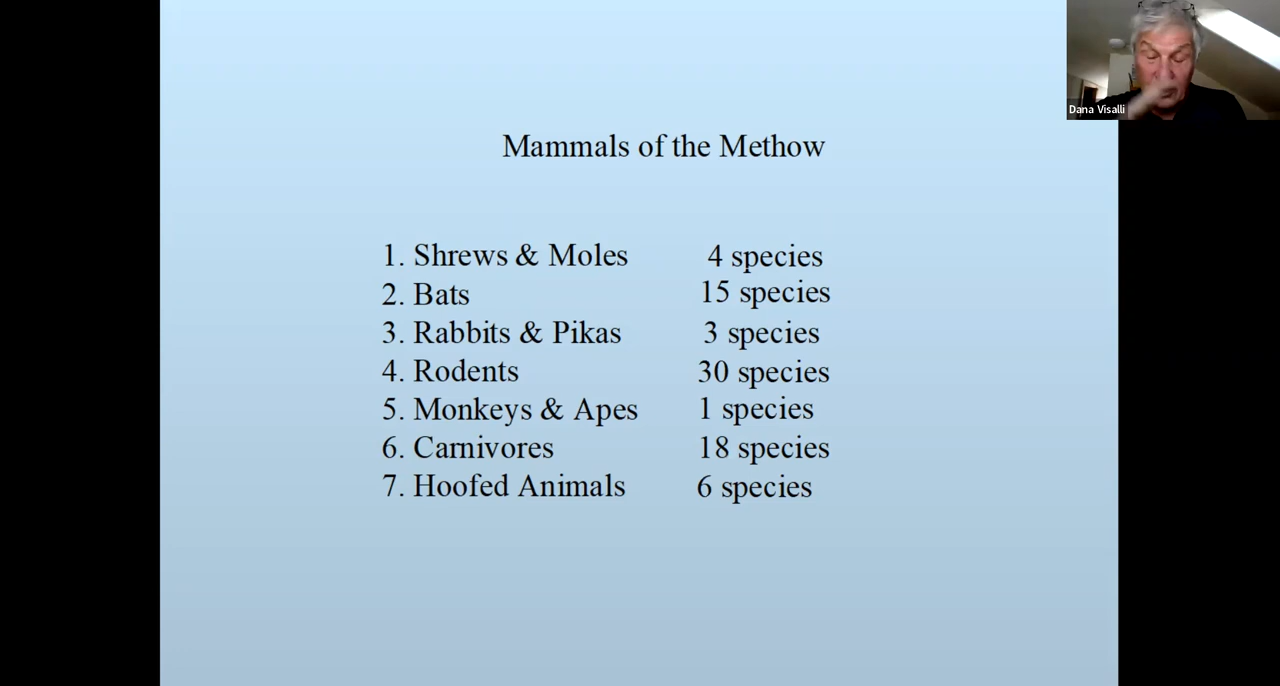 Dana Visalli
Mammals of the Methow
1. Shrews & Moles 4 species
2. Bats 15 species
3. Rabbits & Pikas 3 species
4. Rodents 30 species
5. Monkeys & Apes 1 species
6. Carnivores 18 species
7. Hoofed Animals 6 species